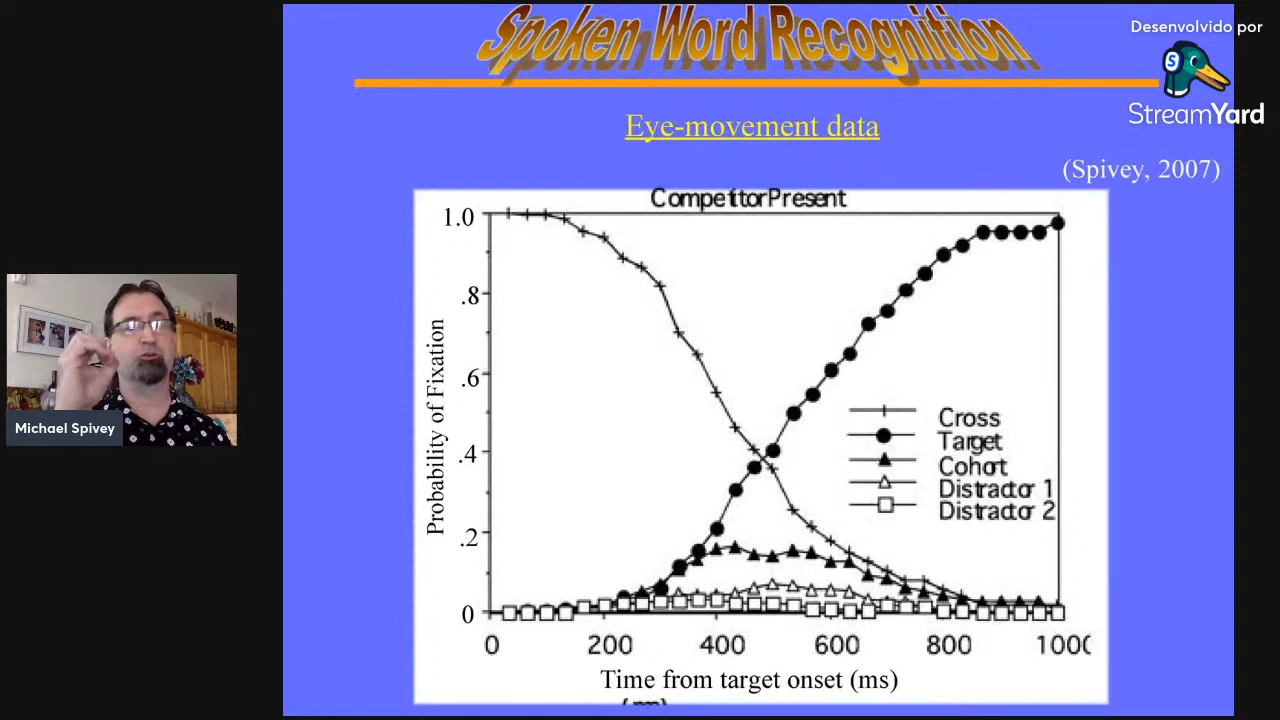 Spoken Word Recognition
Desenvolvido por
StreamYard
Eye-movement data
(Spivey, 2007)
CompetitorPresent
1.0
.8
.6
.4
.2
0
Probability of Fixation
Cross
Target
Cohort
Distractor 1
Distractor 2
0 200 400 600 800 1000
Time from target onset (ms)
Michael Spivey